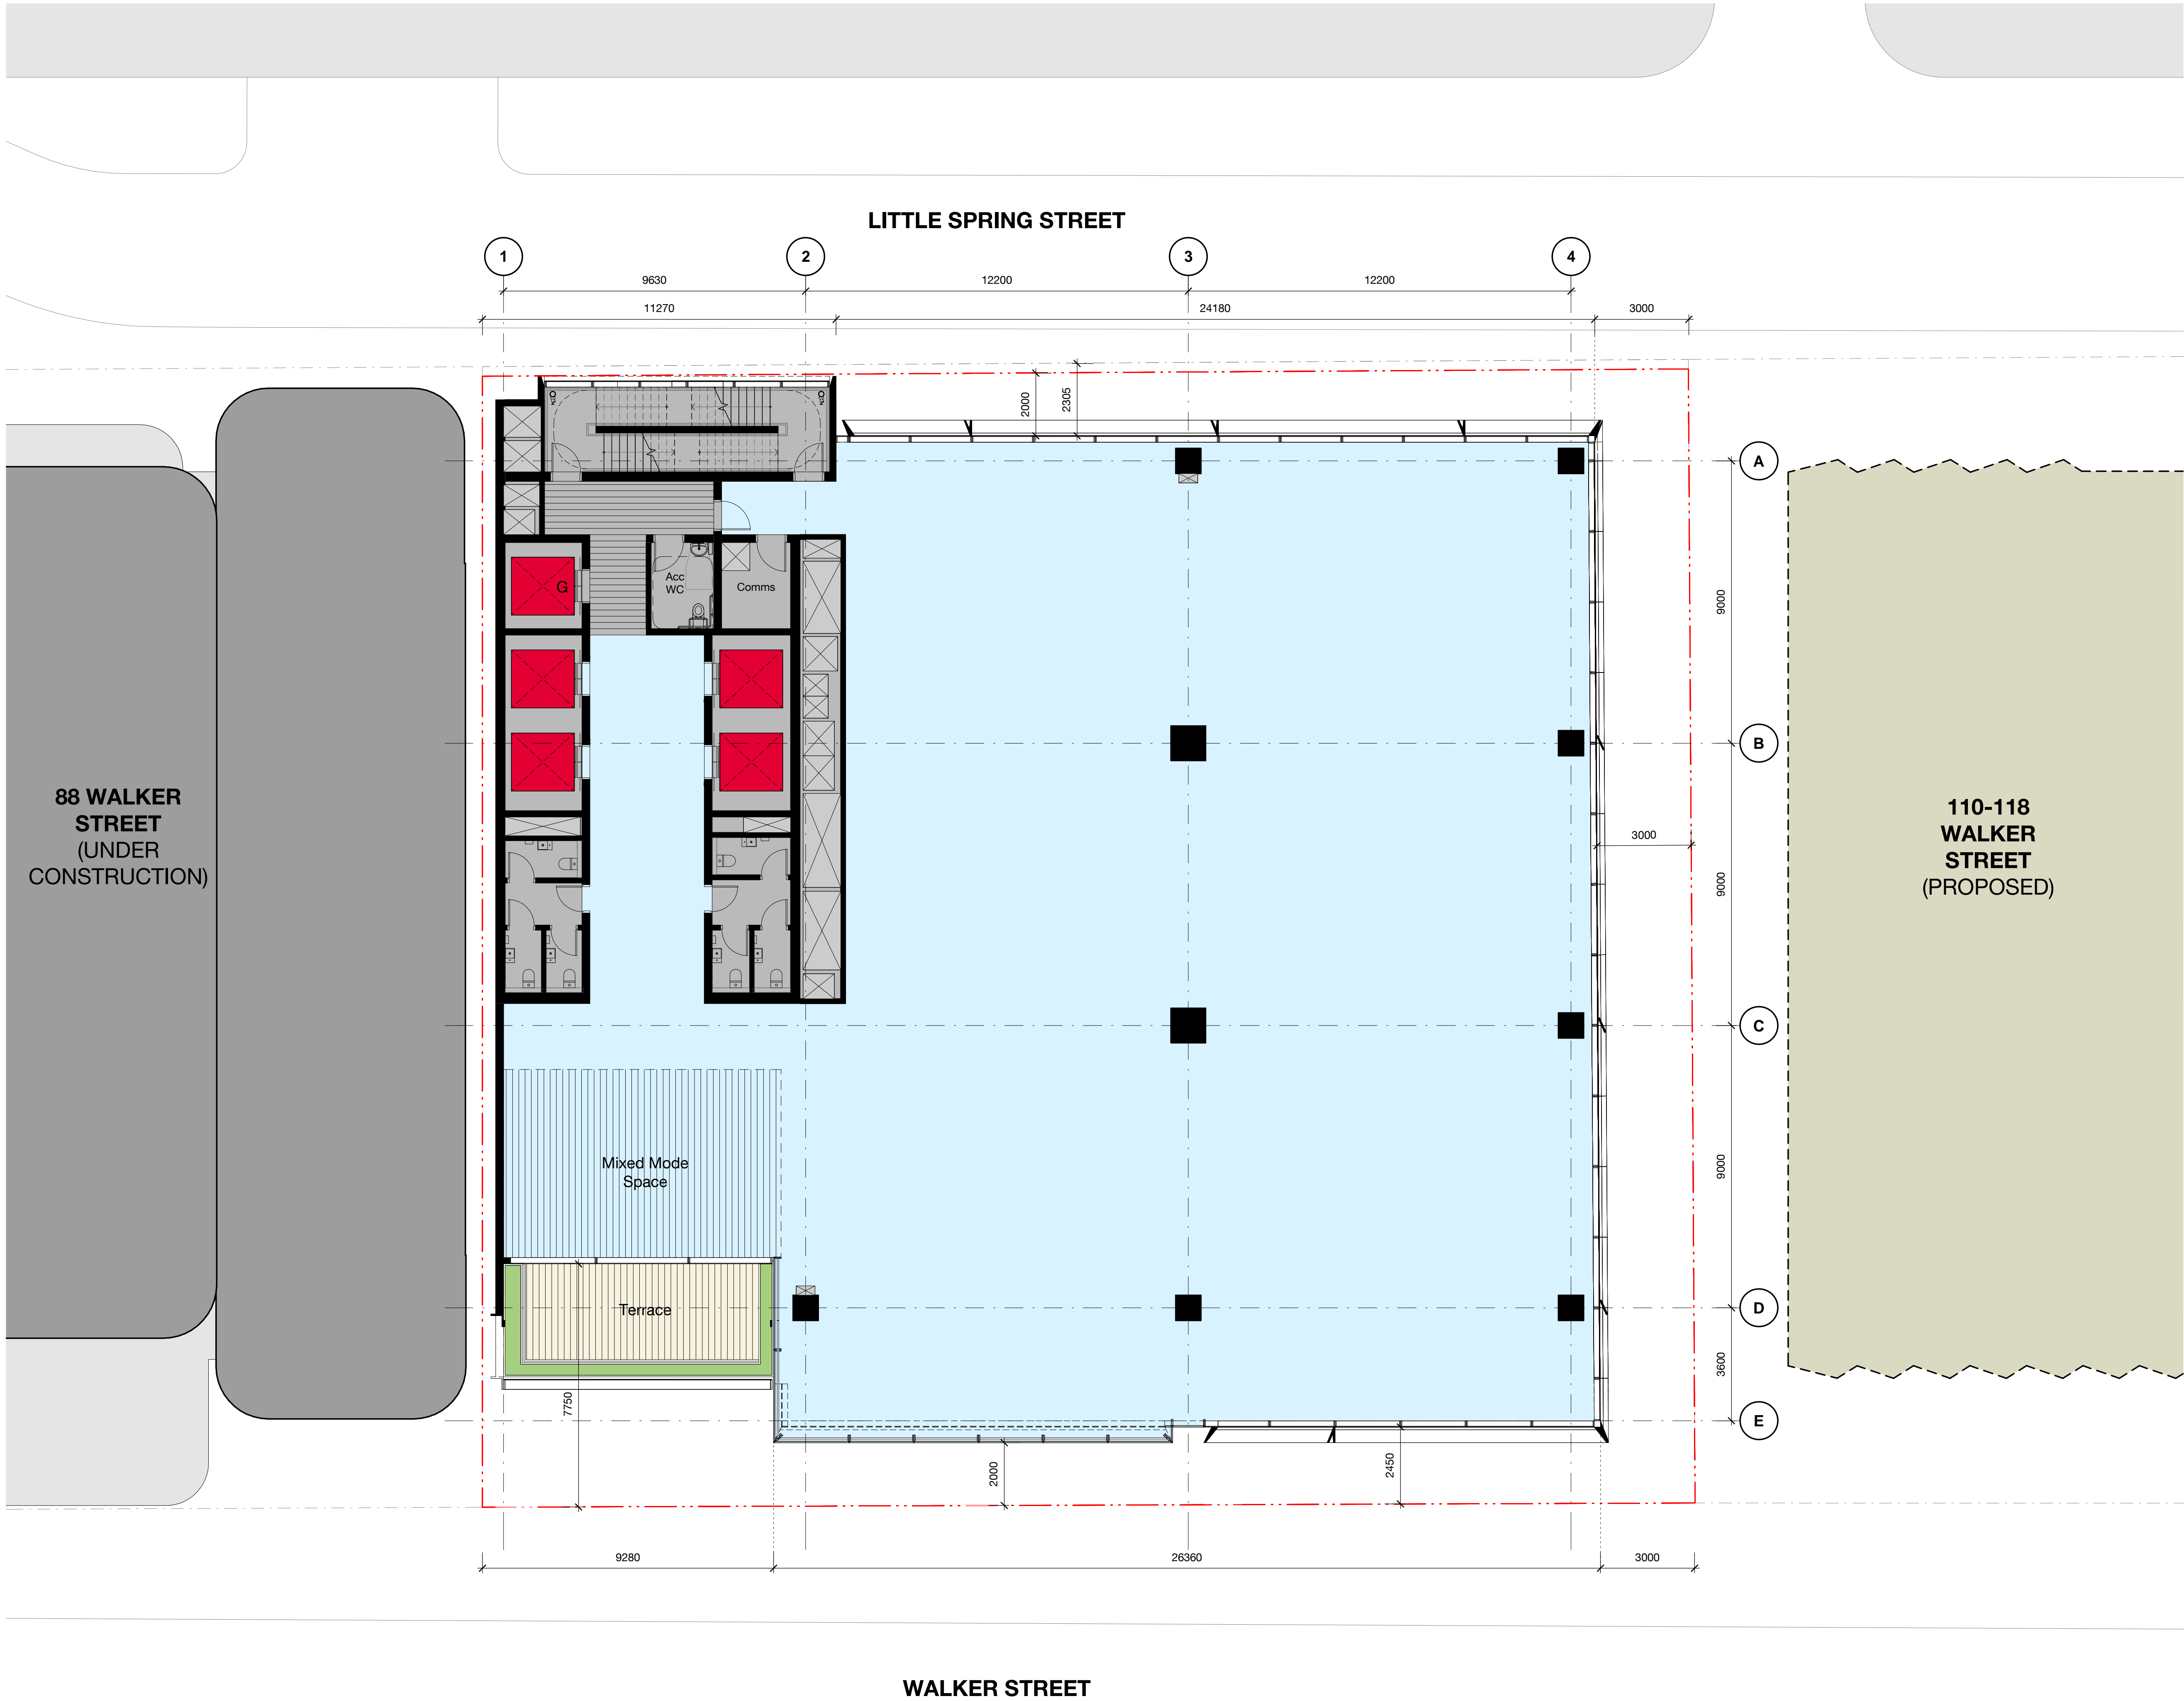 LITTLE SPRING STREET
1
2
3
4
9630
12200
12200
11270
24180
3000
2000
2305
A
9000
G
Acc
WC
Comms
B
88 WALKER
STREET
(UNDER
CONSTRUCTION)
3000
9000
110-118
WALKER
STREET
(PROPOSED)
C
Mixed Mode
Space
9000
Terrace
D
3600
7750
E
2000
2450
9280
26360
3000
WALKER STREET